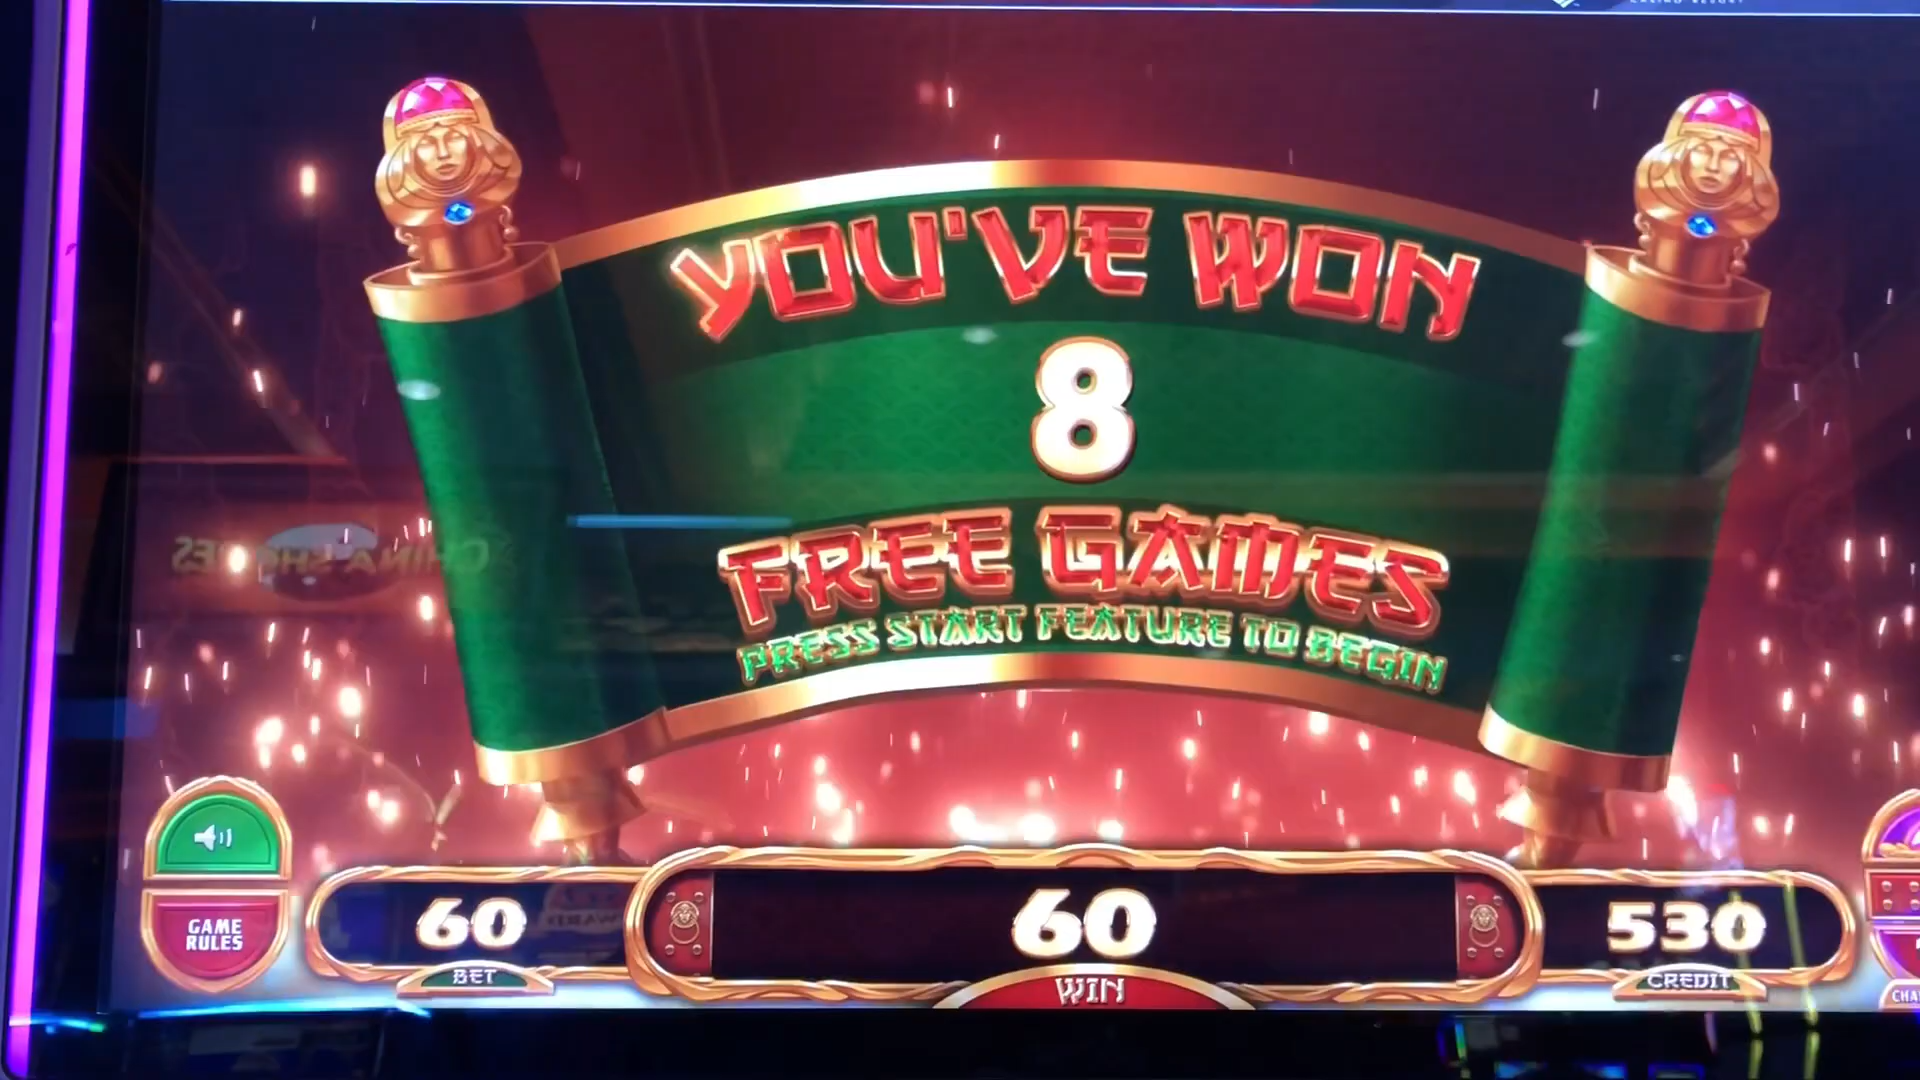 YOU'VE WON
8
FREE GAMES
PRESS START FEATURE TO BEGIN
GAME
RULES
60
BET
60
WIN
530
CREDIT